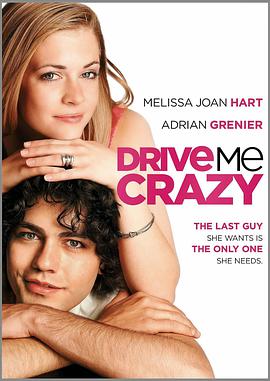 MELISSA JOAN HART
ADRIAN GRENIER
DRIVE ME
CRAZY
THE LAST GUY
SHE WANTS IS
THE ONLY ONE
SHE NEEDS.